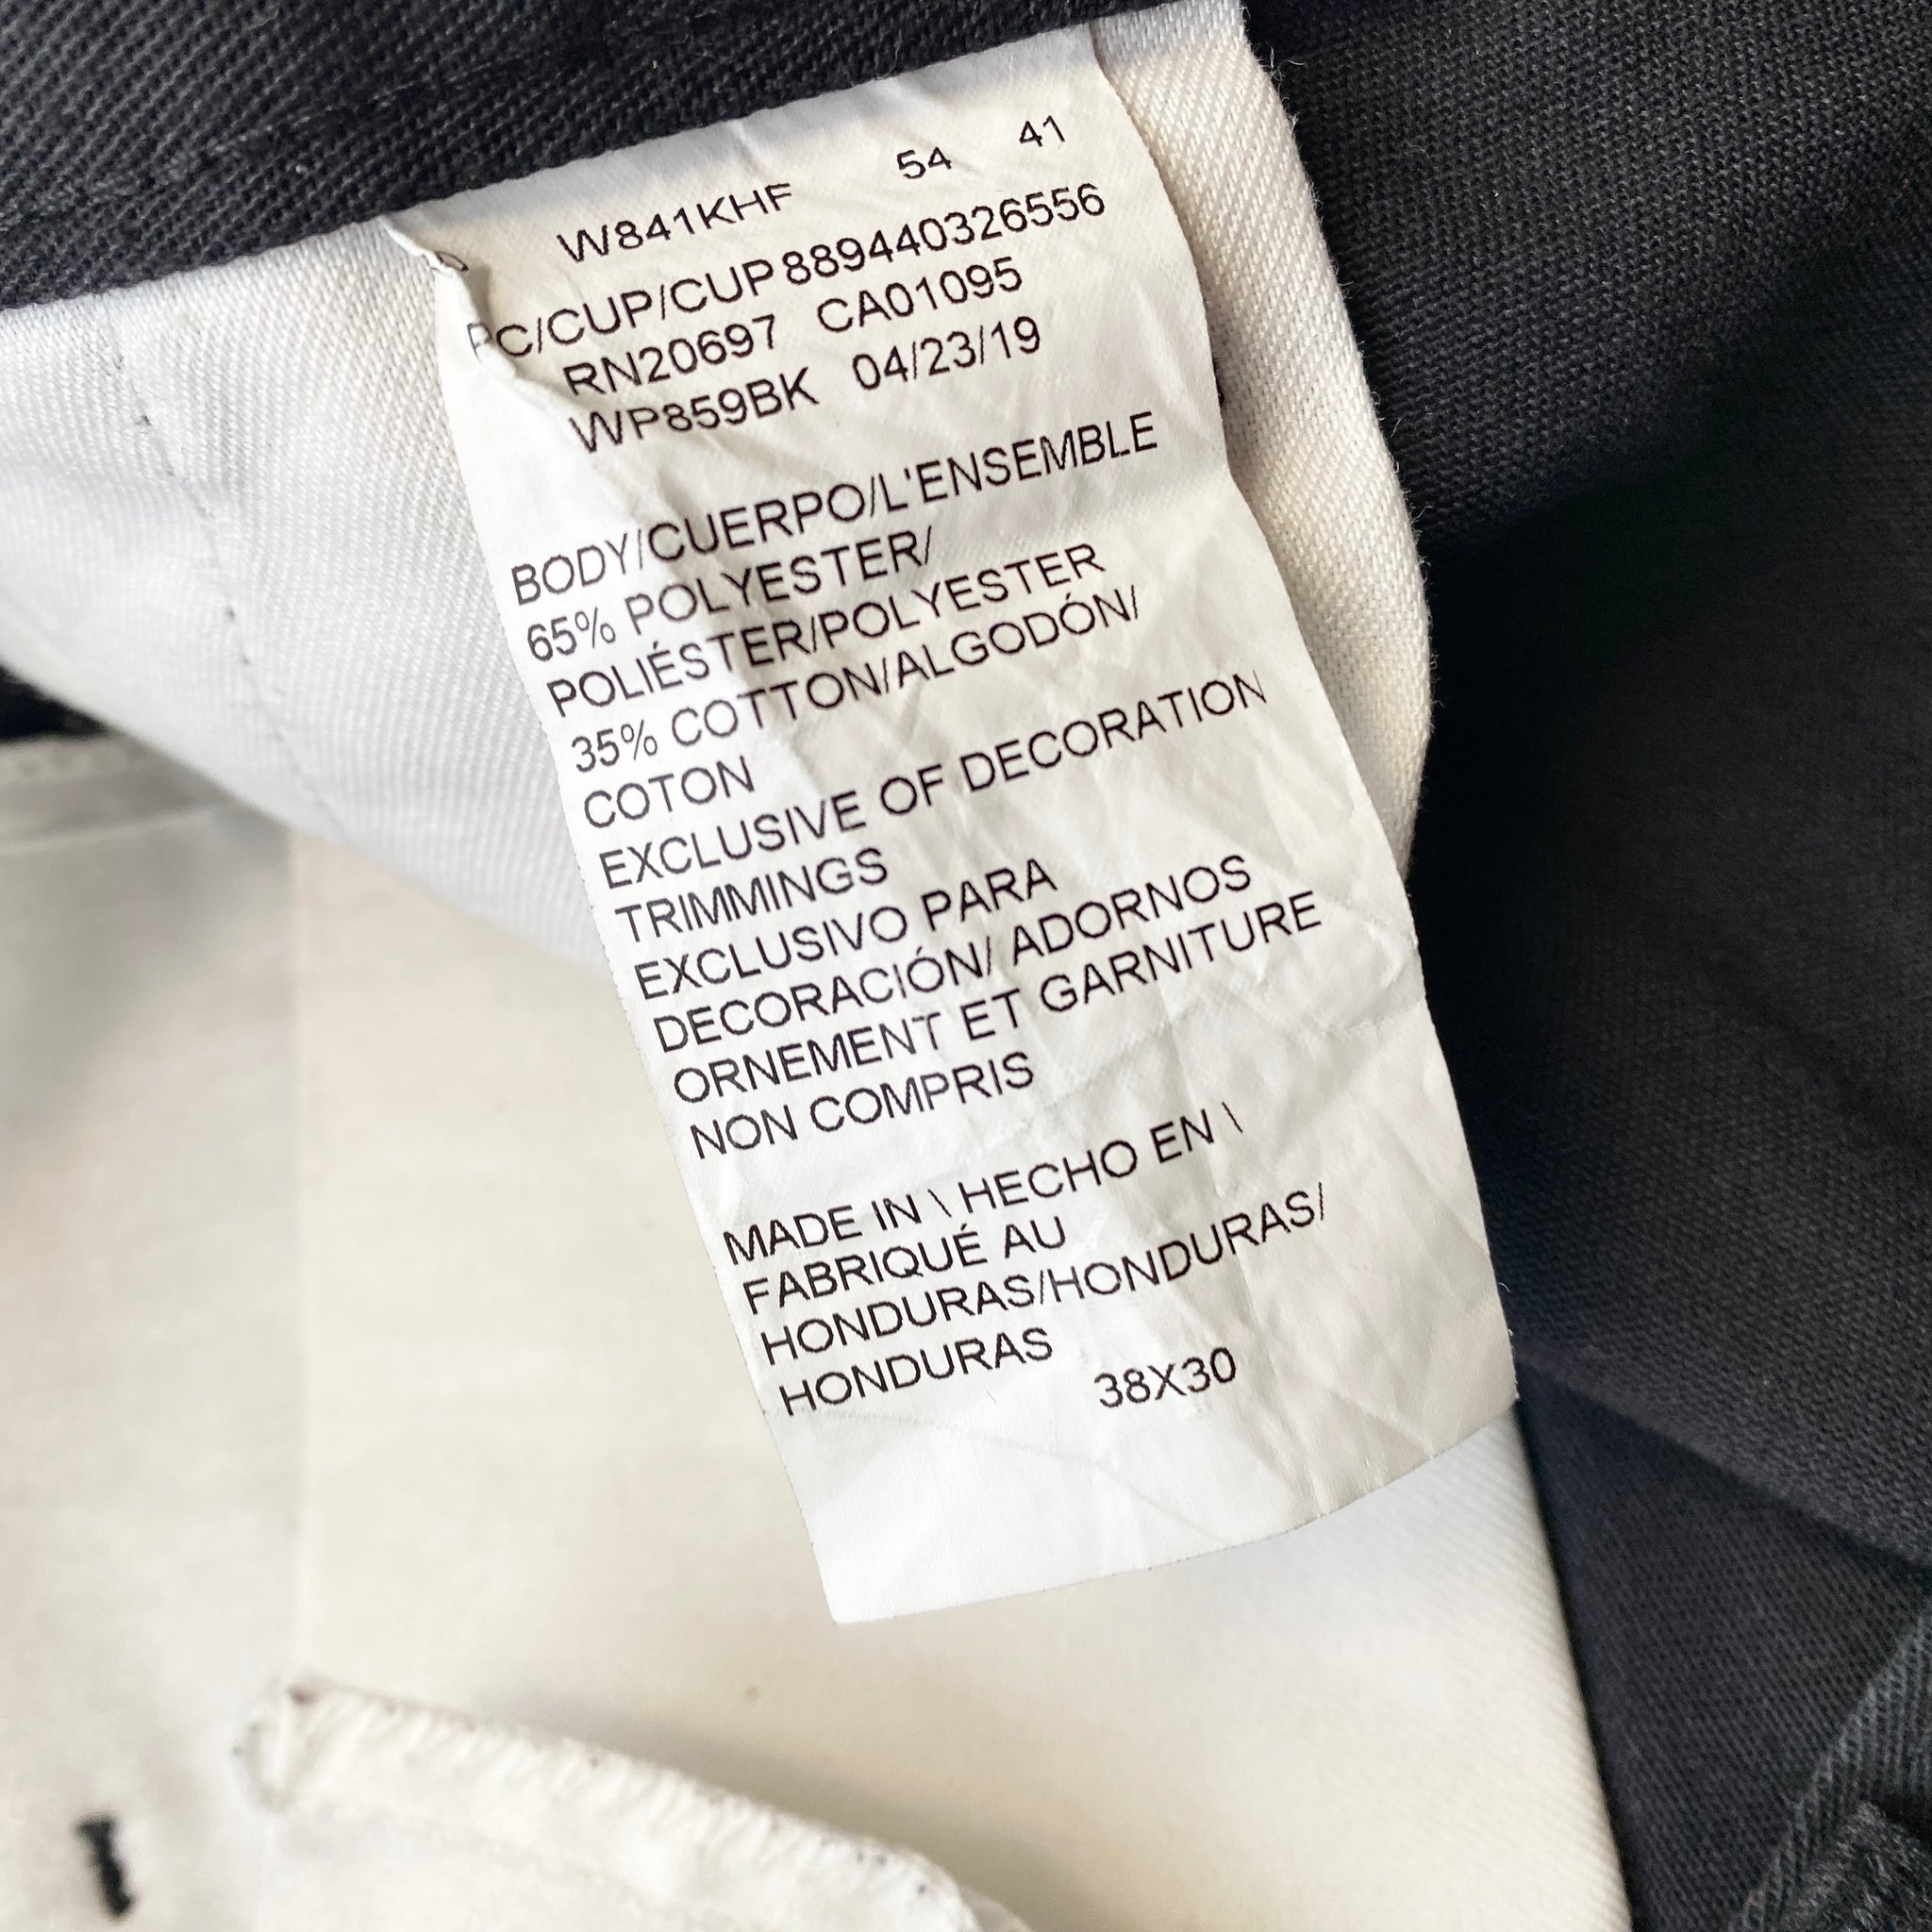 W841KHF 54 41
PC/CUP/CUP 889440326556
RN20697 CA01095
WP859BK 04/23/19
BODY/CUERPO/L'ENSEMBLE
65% POLYESTER/
POLIÉSTER/POLYESTER
35% COTTON/ALGODÓN/
COTON
EXCLUSIVE OF DECORATION
TRIMMINGS
EXCLUSIVO PARA
DECORACIÓN/ ADORNOS
ORNEMENT ET GARNITURE
NON COMPRIS
MADE IN \ HECHO EN \
FABRIQUÉ AU
HONDURAS/HONDURAS/
HONDURAS
38X30